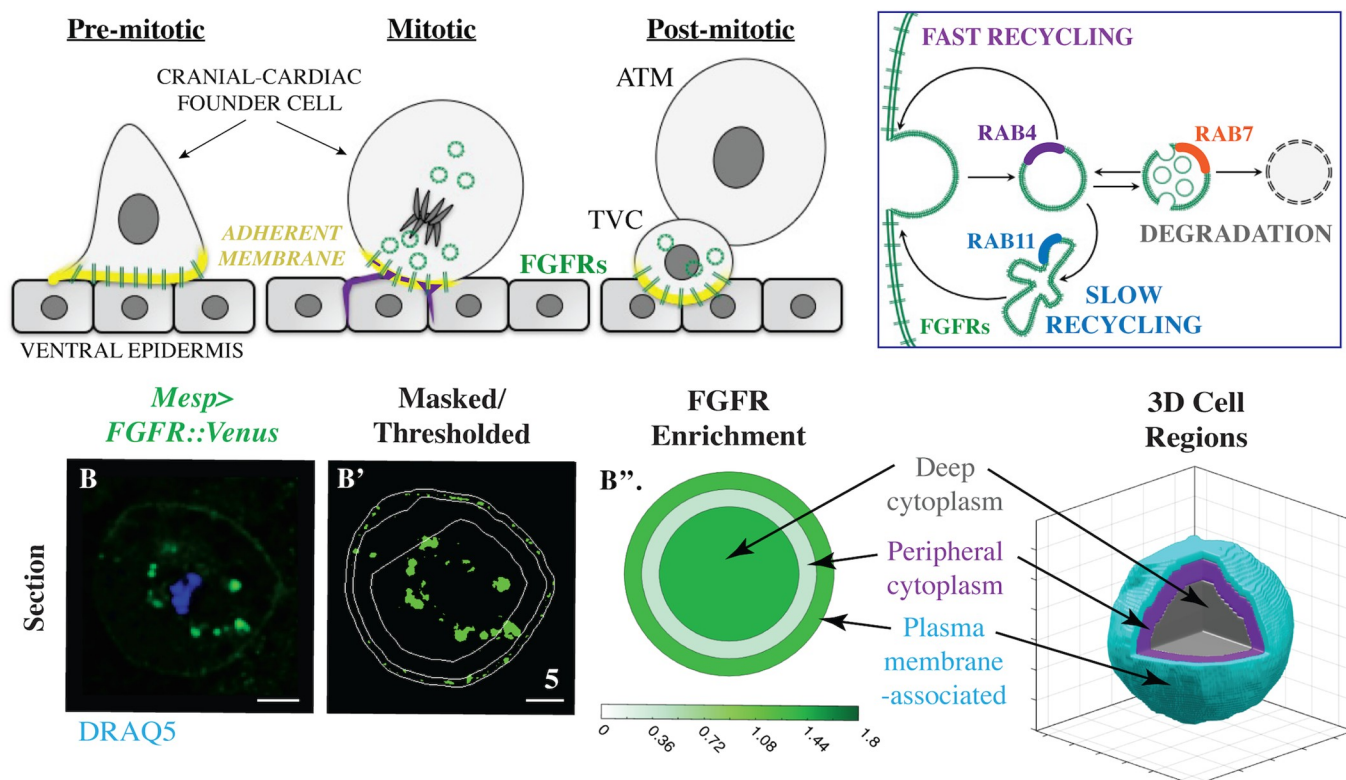 Pre-mitotic
Mitotic
Post-mitotic
CRANIAL-CARDIAC
FOUNDER CELL
ADHERENT
MEMBRANE
FGFRs
VENTRAL EPIDERMIS
ATM
TVC
FAST RECYCLING
RAB4
RAB7
RAB11
DEGRADATION
SLOW
RECYCLING
FGFRs
Mesp>
FGFR::Venus
Masked/
Thresholded
FGFR
Enrichment
3D Cell
Regions
Section
B
B’
5
B”.
DRAQ5
Deep
cytoplasm
Peripheral
cytoplasm
Plasma
membrane
-associated
0
0.36
0.72
1.08
1.44
1.8